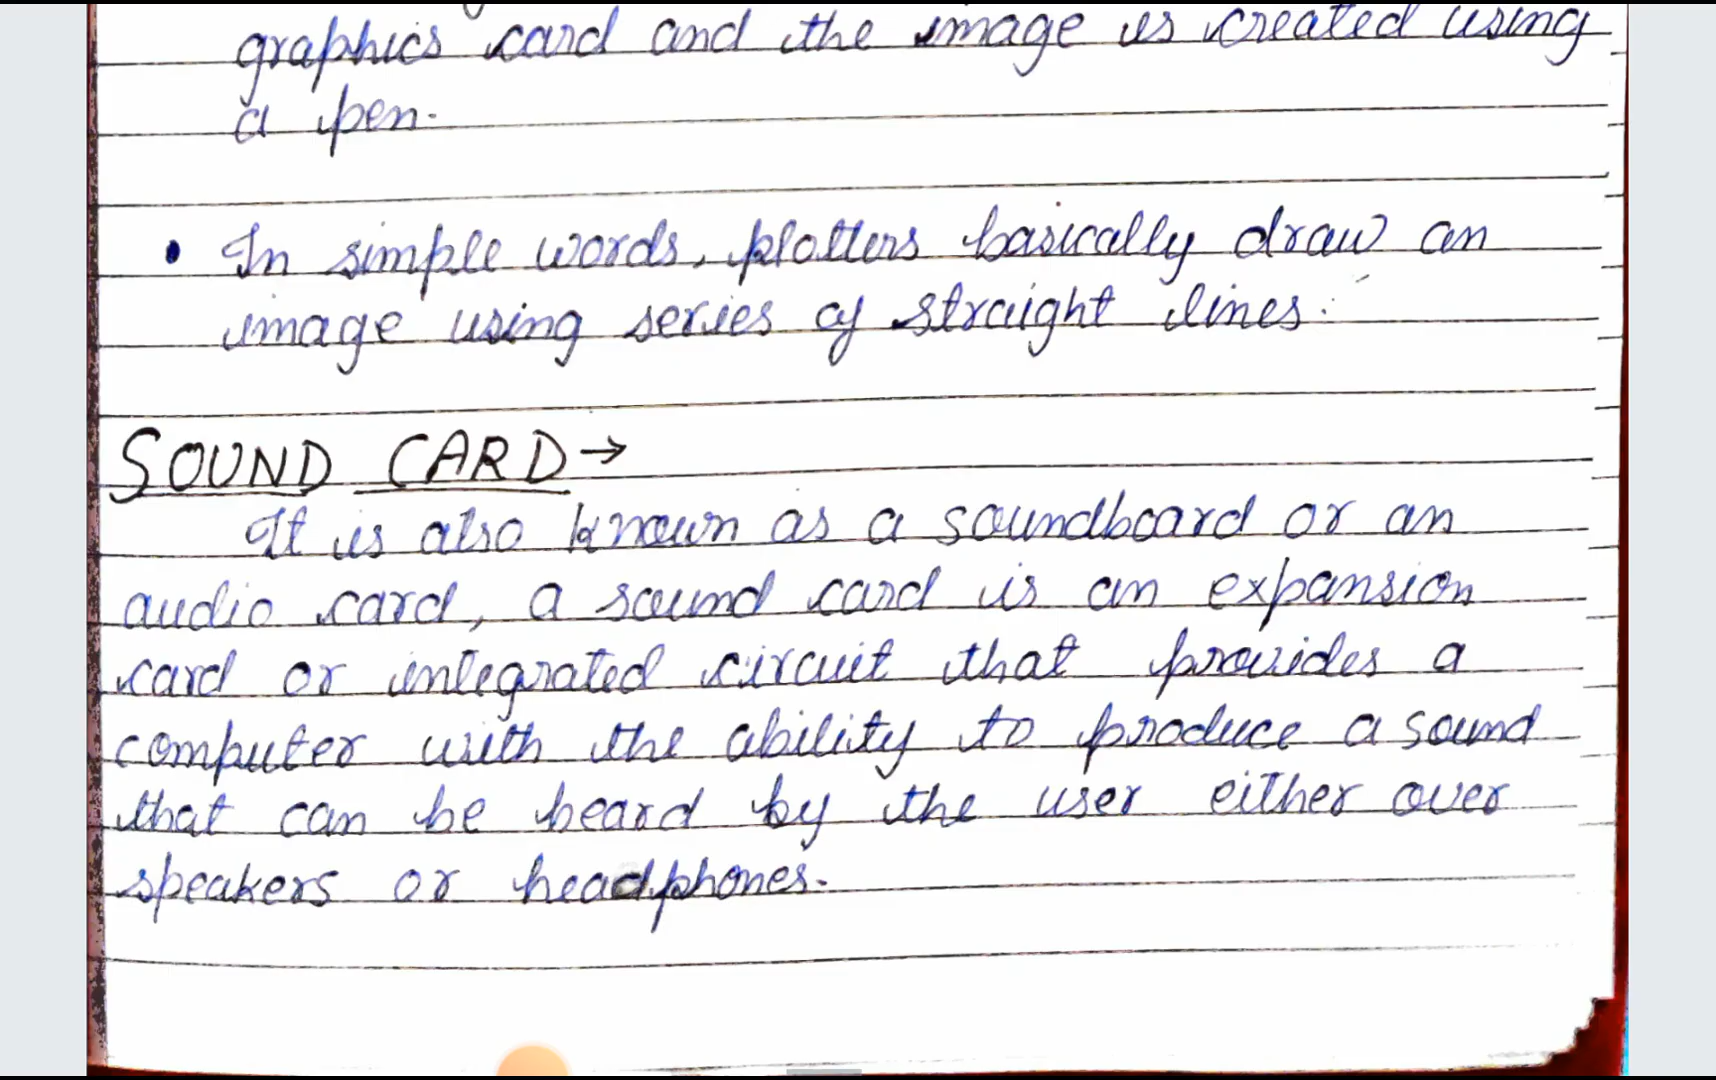 graphics card and the image is created using
a pen.
• In simple words, plotters basically draw an
image using series of straight lines.
SOUND CARD →
It is also known as a soundboard or an
audio card, a sound card is an expansion
card or integrated circuit that provides a
computer with the ability to produce a sound
that can be heard by the user either over
speakers or headphones.